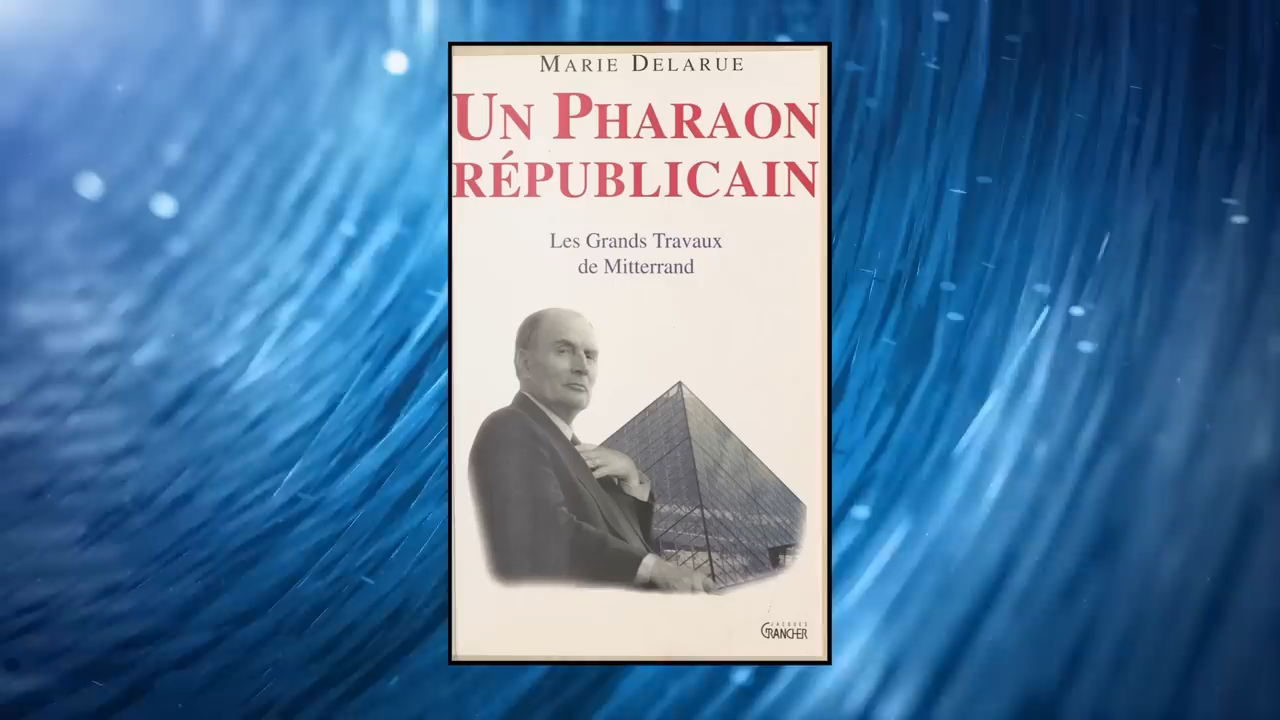 MARIE DELARUE
UN PHARAON
RÉPUBLICAIN
Les Grands Travaux
de Mitterrand
JACQUES
GRANCHER